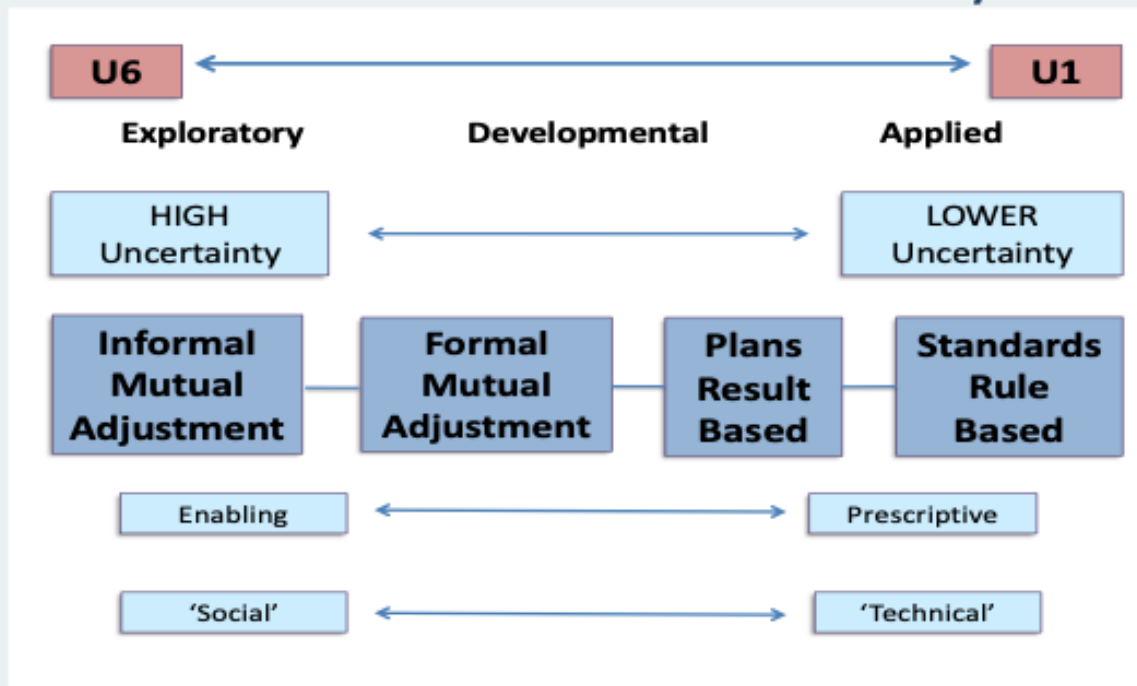 U6
U1
Exploratory Developmental Applied
HIGH
Uncertainty
LOWER
Uncertainty
Informal
Mutual
Adjustment
Formal
Mutual
Adjustment
Plans
Result
Based
Standards
Rule
Based
Enabling
Prescriptive
‘Social’
‘Technical’